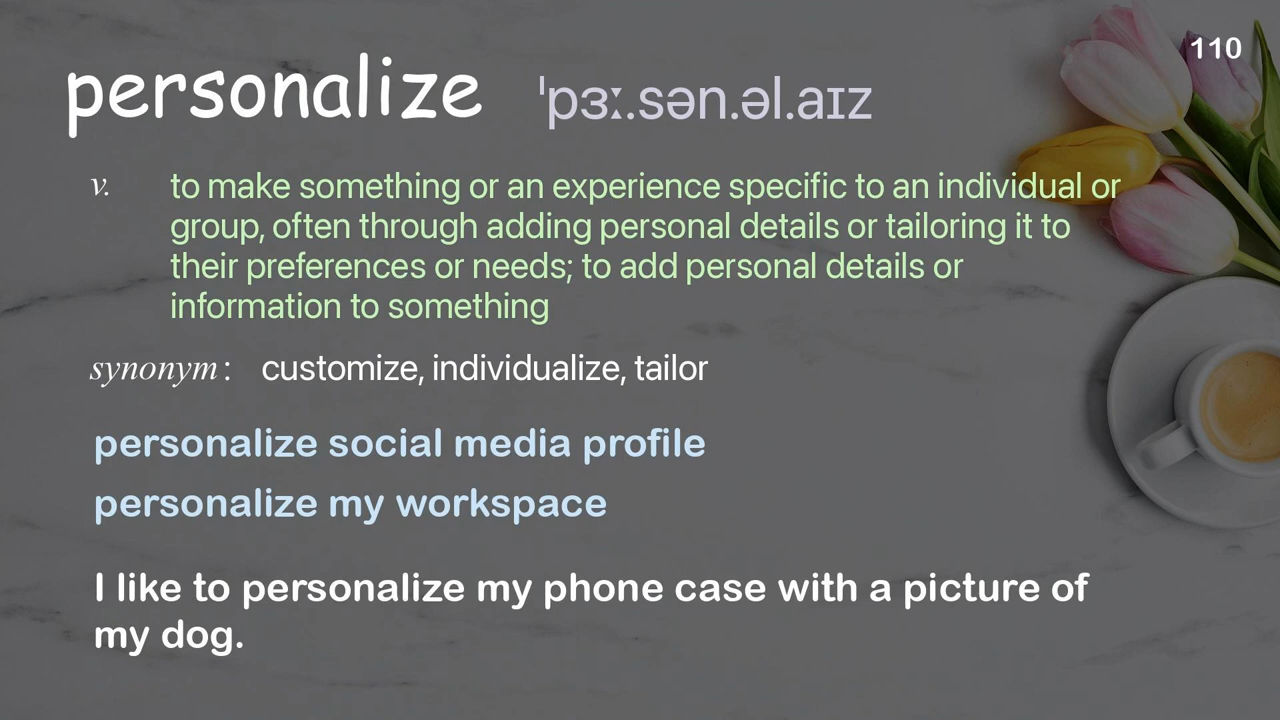 110
personalize ˈpɜː.sən.əl.aɪz
v. to make something or an experience specific to an individual or
group, often through adding personal details or tailoring it to
their preferences or needs; to add personal details or
information to something
synonym: customize, individualize, tailor
personalize social media profile
personalize my workspace
I like to personalize my phone case with a picture of
my dog.